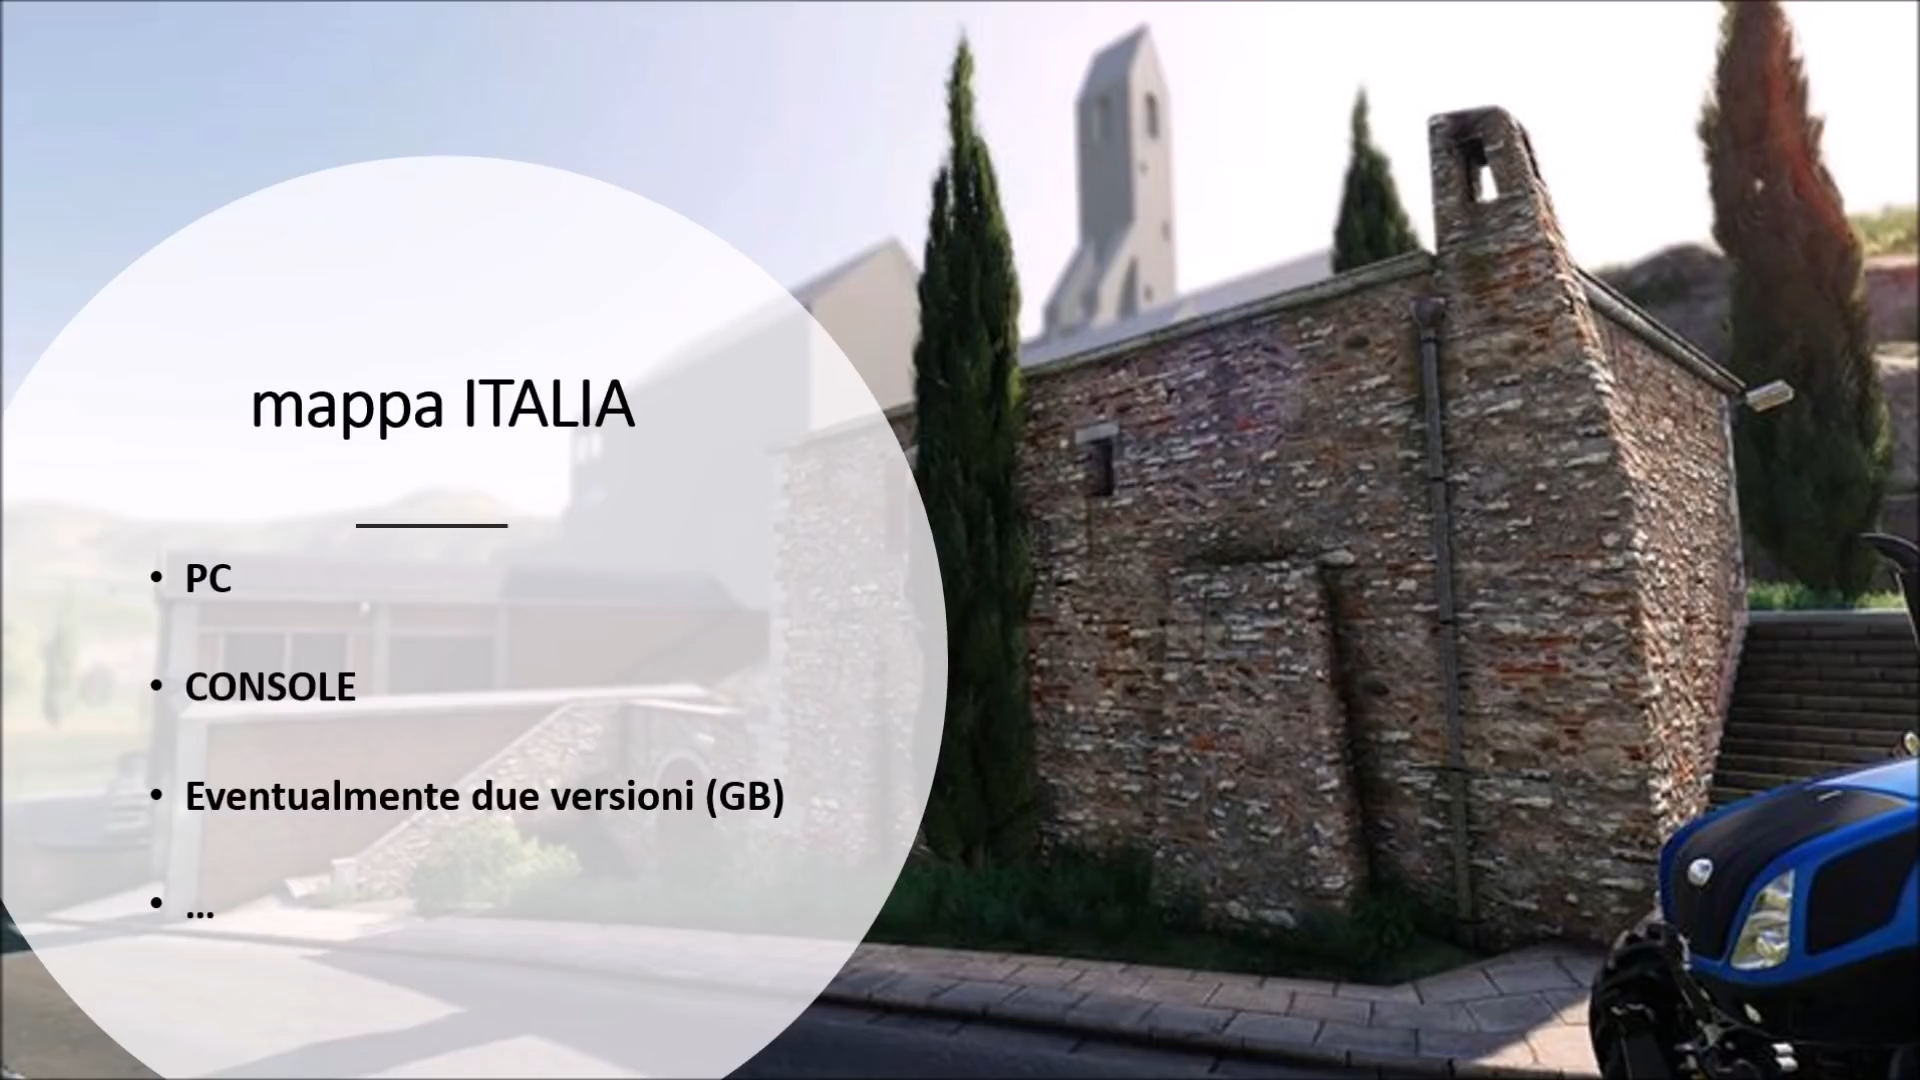 mappa ITALIA
• PC
• CONSOLE
• Eventualmente due versioni (GB)
• ...